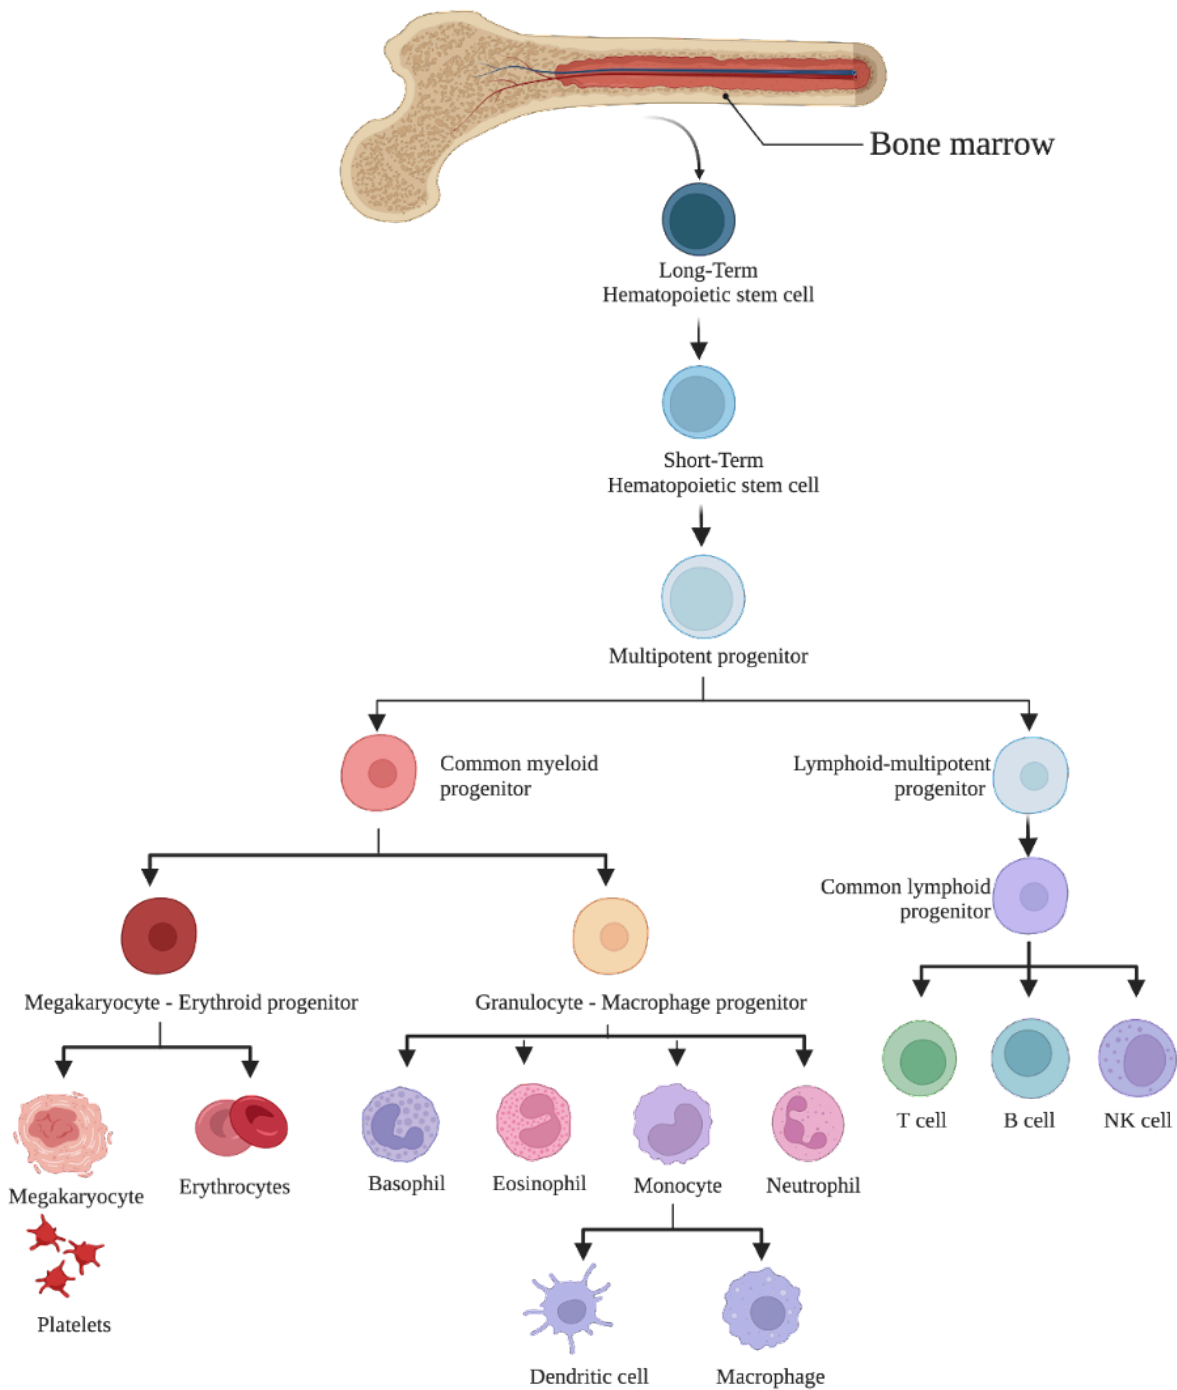 Bone marrow
Long-Term
Hematopoietic stem cell
Short-Term
Hematopoietic stem cell
Multipotent progenitor
Common myeloid
progenitor
Lymphoid-multipotent
progenitor
Common lymphoid
progenitor
Megakaryocyte - Erythroid progenitor
Granulocyte - Macrophage progenitor
T cell
B cell
NK cell
Megakaryocyte
Erythrocytes
Basophil
Eosinophil
Monocyte
Neutrophil
Platelets
Dendritic cell
Macrophage